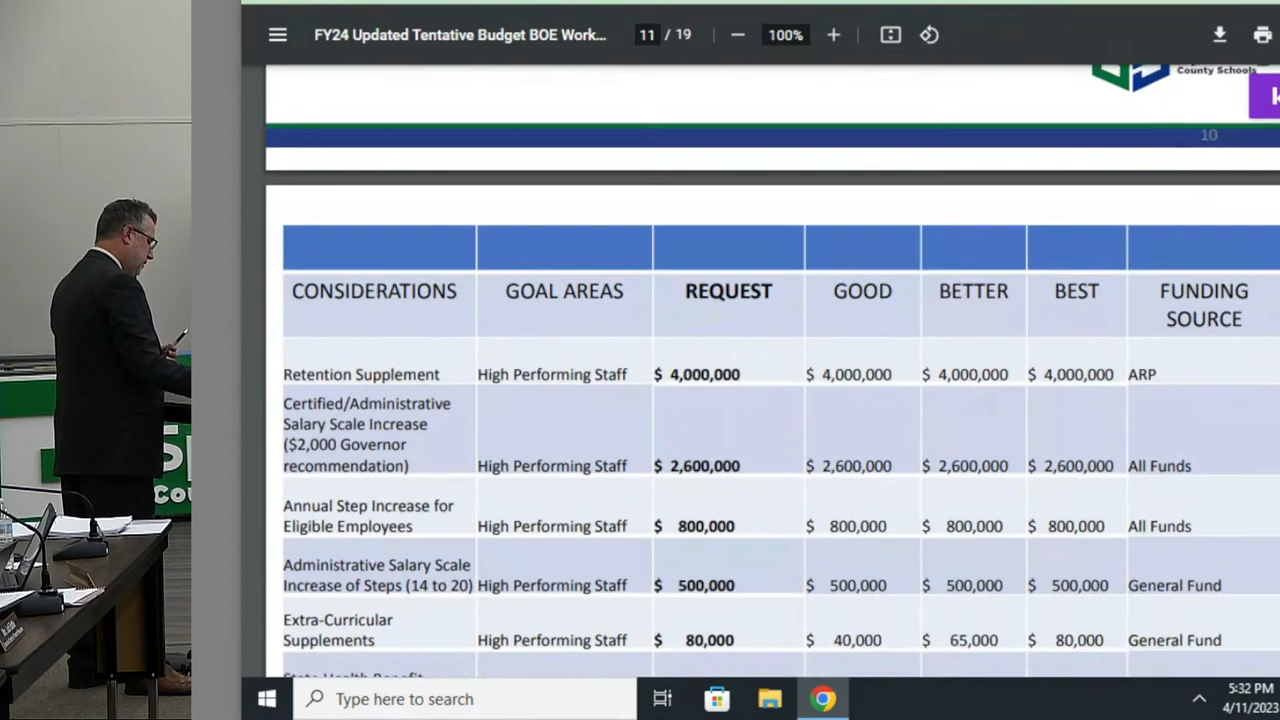 FY24 Updated Tentative Budget BOE Work... 11 / 19 100%
County Schools
10
CONSIDERATIONS GOAL AREAS REQUEST GOOD BETTER BEST FUNDING SOURCE
Retention Supplement High Performing Staff $ 4,000,000 $ 4,000,000 $ 4,000,000 $ 4,000,000 ARP
Certified/Administrative
Salary Scale Increase
($2,000 Governor
recommendation) High Performing Staff $ 2,600,000 $ 2,600,000 $ 2,600,000 $ 2,600,000 All Funds
Annual Step Increase for
Eligible Employees High Performing Staff $ 800,000 $ 800,000 $ 800,000 $ 800,000 All Funds
Administrative Salary Scale
Increase of Steps (14 to 20) High Performing Staff $ 500,000 $ 500,000 $ 500,000 $ 500,000 General Fund
Extra-Curricular
Supplements High Performing Staff $ 80,000 $ 40,000 $ 65,000 $ 80,000 General Fund
State Health Benefit
Type here to search
5:32 PM
4/11/2023